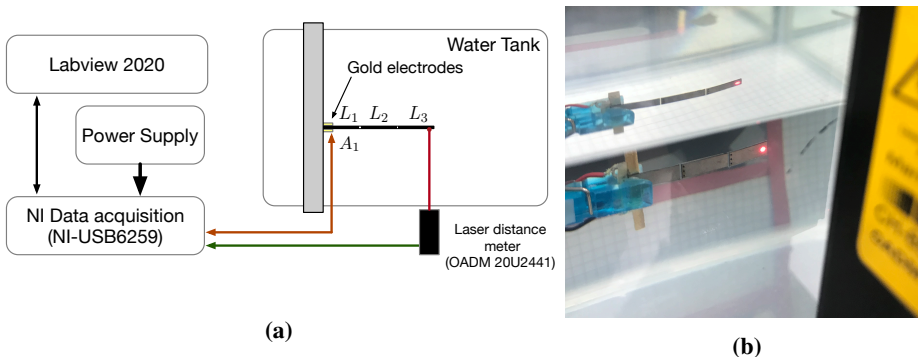 Labview 2020
Power Supply
NI Data acquisition
(NI-USB6259)
Water Tank
Gold electrodes
L₁ L₂ L₃
A₁
Laser distance
meter
(OADM 20U2441)
(a)
(b)